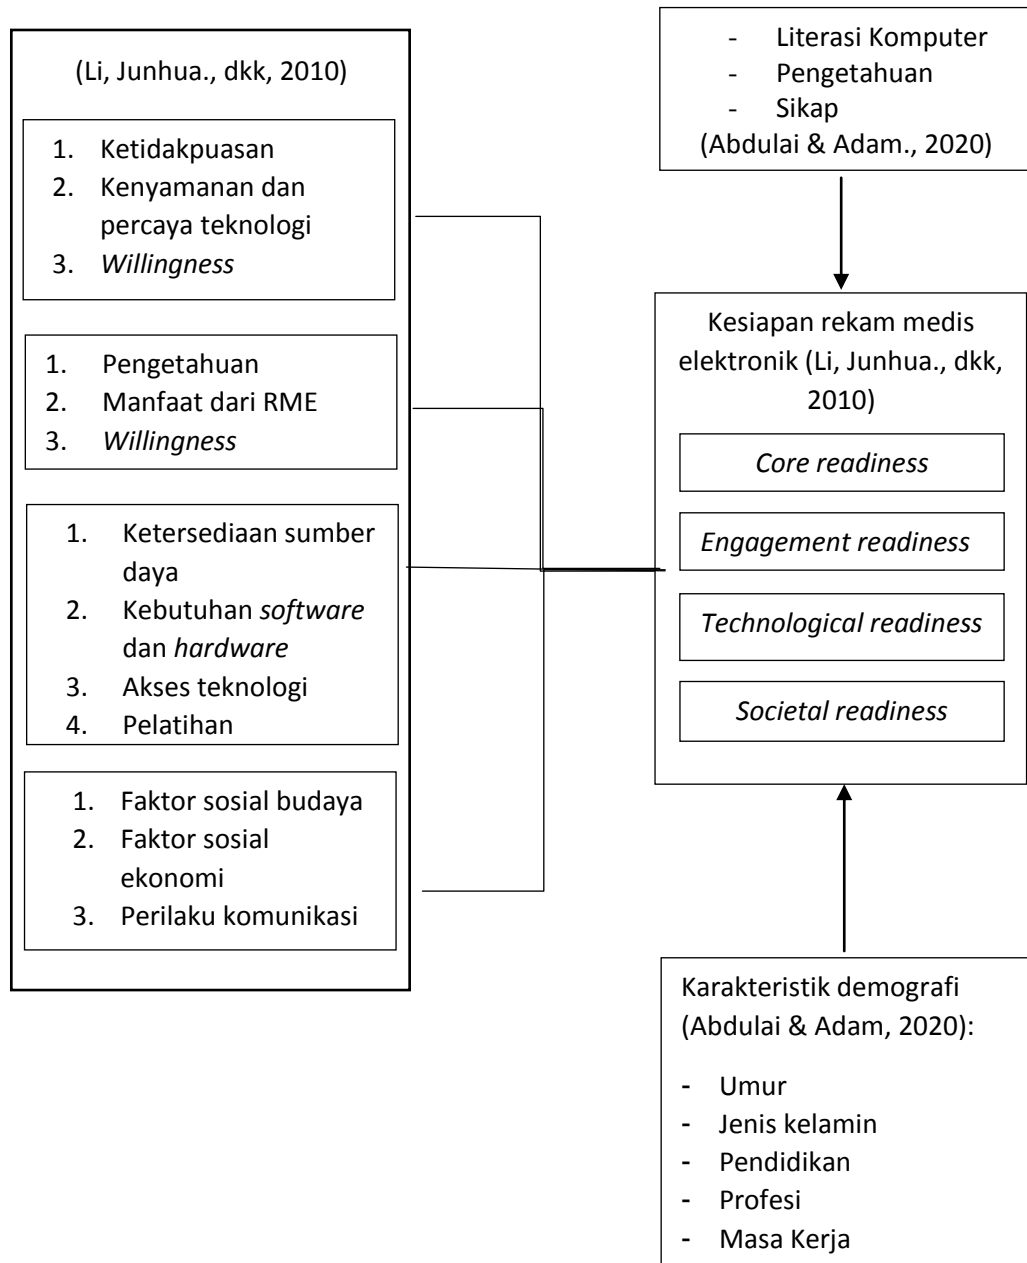 (Li, Junhua., dkk, 2010)
1. Ketidakpuasan
2. Kenyamanan dan
percaya teknologi
3. Willingness
1. Pengetahuan
2. Manfaat dari RME
3. Willingness
1. Ketersediaan sumber
daya
2. Kebutuhan software
dan hardware
3. Akses teknologi
4. Pelatihan
1. Faktor sosial budaya
2. Faktor sosial
ekonomi
3. Perilaku komunikasi
- Literasi Komputer
- Pengetahuan
- Sikap
(Abdulai & Adam., 2020)
Kesiapan rekam medis
elektronik (Li, Junhua., dkk,
2010)
Core readiness
Engagement readiness
Technological readiness
Societal readiness
Karakteristik demografi
(Abdulai & Adam, 2020):
- Umur
- Jenis kelamin
- Pendidikan
- Profesi
- Masa Kerja